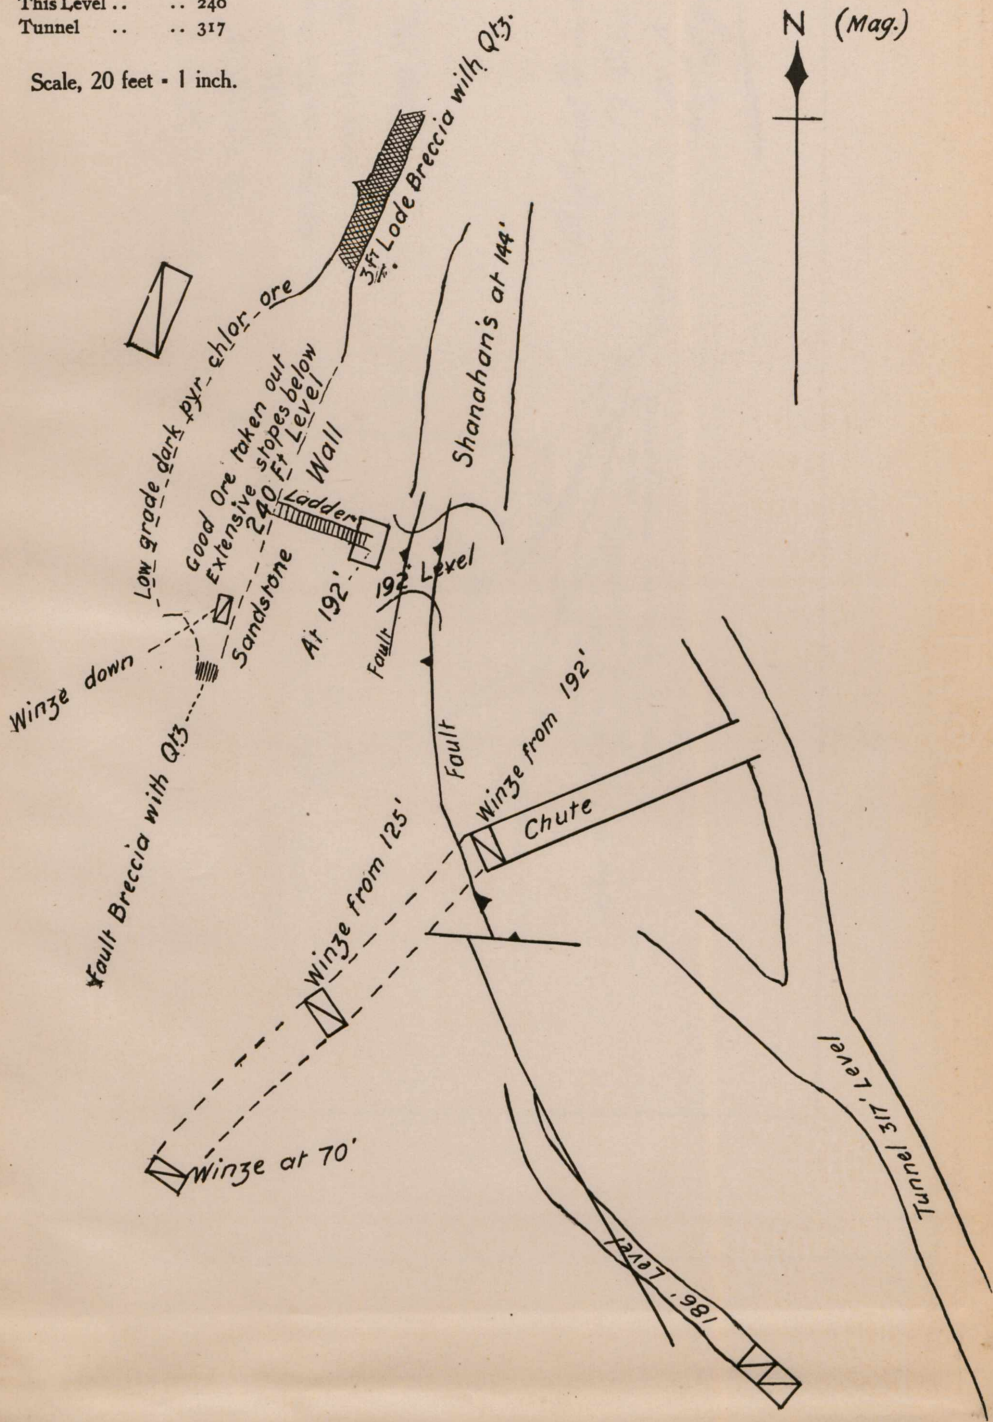 This Level .. .. 240
Tunnel .. .. 317
Scale, 20 feet = 1 inch.
N (Mag.)
3 ft Lode Breccia with Qtz.
Shanahan's at 144'
Low grade dark pyr chlor ore
Good Ore taken out
Extensive stopes below
240 Ft Level
Wall
Ladder
Sandstone
At 192'
192' Level
Fault
Winze down
Fault Breccia with Qtz
Fault
Winze from 192'
Chute
Winze from 125'
Winze at 70'
Tunnel 317' Level
186' Level